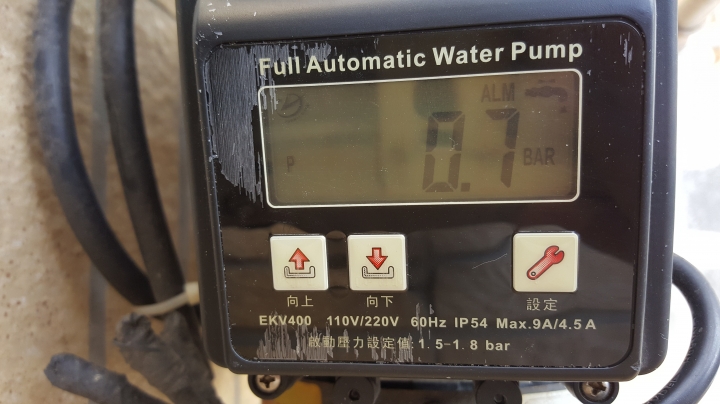 Full Automatic Water Pump
ALM
P 0.7 BAR
向上 向下 設定
EKV400 110V/220V 60Hz IP54 Max.9A/4.5A
啟動壓力設定值:1.5-1.8 bar